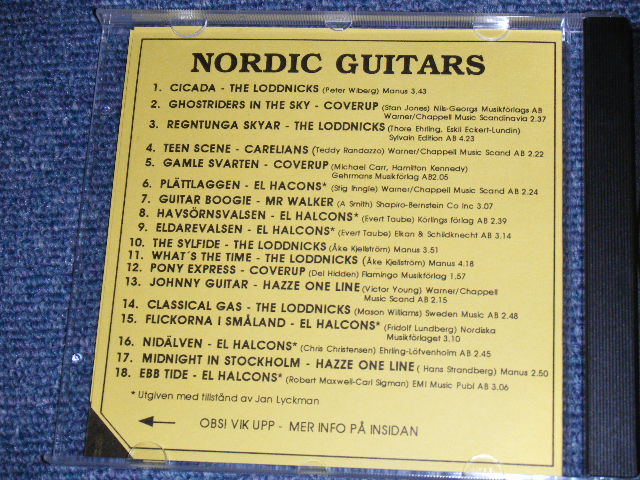 NORDIC GUITARS
1. CICADA - THE LODDNICKS (Peter Wiberg) Manus 3.43
2. GHOSTRIDERS IN THE SKY - COVERUP (Stan Jones) Nils-Georgs Musikförlags AB
Warner/Chappell Music Scandinavia 2.37
3. REGNTUNGA SKYAR - THE LODDNICKS (Thore Ehrling, Eskil Eckert-Lundin)
Sylvain Edition AB 4.23
4. TEEN SCENE - CARELIANS (Teddy Randazzo) Warner/Chappell Music Scand AB 2.22
5. GAMLE SVARTEN - COVERUP (Michael Carr, Hamilton Kennedy)
Gehrmans Musikförlag AB2.05
6. PLÄTTLAGGEN - EL HACONS* (Stig Inngle) Warner/Chappell Music Scand AB 2.24
7. GUITAR BOOGIE - MR WALKER (A Smith) Shapiro-Bernstein Co Inc 3.07
8. HAVSÖRNSVALSEN - EL HALCONS* (Evert Taube) Körlings förlag AB 2.39
9. ELDAREVALSEN - EL HALCONS* (Evert Taube) Elkan & Schildknecht AB 3.14
10. THE SYLFIDE - THE LODDNICKS (Åke Kjellström) Manus 3.51
11. WHAT´S THE TIME - THE LODDNICKS (Åke Kjellström) Manus 4.18
12. PONY EXPRESS - COVERUP (Del Hidden) Flamingo Musikförlag 1.57
13. JOHNNY GUITAR - HAZZE ONE LINE (Victor Young) Warner/Chappell
Music Scand AB 2.15
14. CLASSICAL GAS - THE LODDNICKS (Mason Williams) Sweden Music AB 2.48
15. FLICKORNA I SMÅLAND - EL HALCONS* (Fridolf Lundberg) Nordiska
Musikförlaget 3.10
16. NIDÄLVEN - EL HALCONS* (Chris Christensen) Ehrling-Löfvenholm AB 2.45
17. MIDNIGHT IN STOCKHOLM - HAZZE ONE LINE ( Hans Strandberg) Manus 2.50
18. EBB TIDE - EL HALCONS* (Robert Maxwell-Carl Sigman) EMI Music Publ AB 3.06
* Utgiven med tillstånd av Jan Lyckman
OBS! VIK UPP - MER INFO PÅ INSIDAN